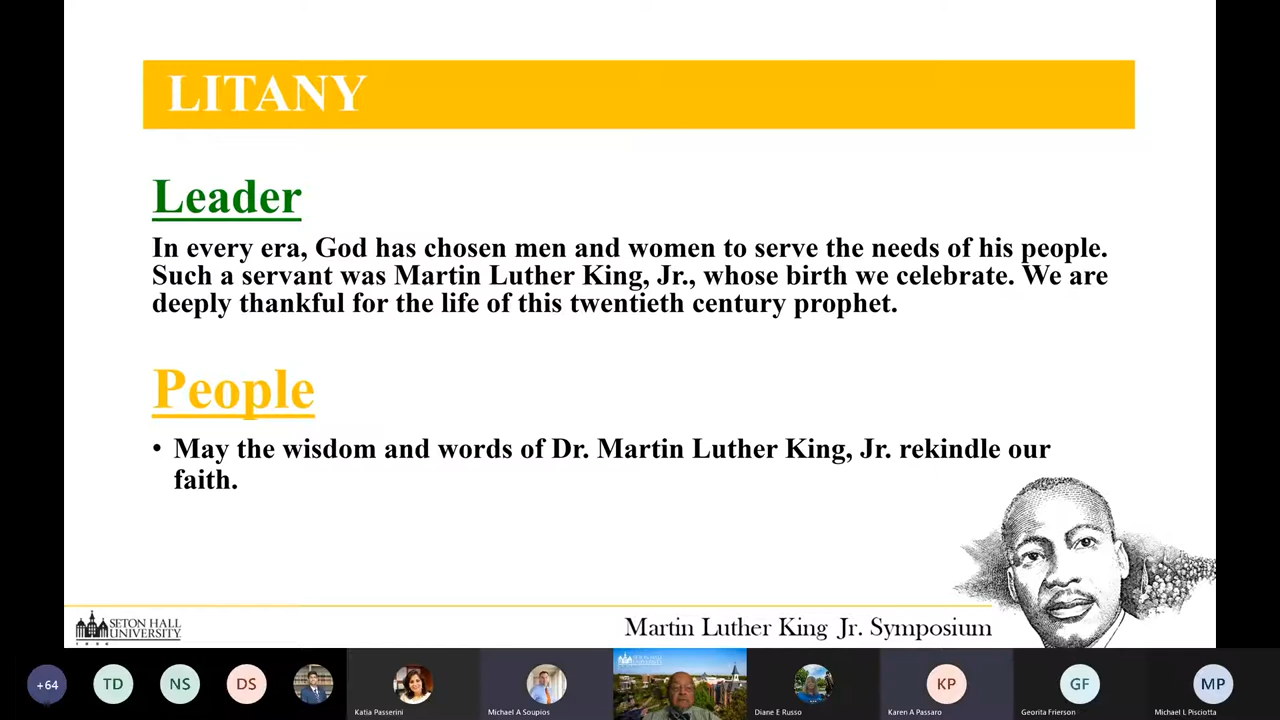 LITANY
Leader
In every era, God has chosen men and women to serve the needs of his people.
Such a servant was Martin Luther King, Jr., whose birth we celebrate. We are
deeply thankful for the life of this twentieth century prophet.
People
• May the wisdom and words of Dr. Martin Luther King, Jr. rekindle our
faith.
SETON HALL
UNIVERSITY
Martin Luther King Jr. Symposium
+64
TD
NS
DS
Katia Passerini
Michael A Soupios
SETON HALL
Diane E Russo
KP
Karen A Passaro
GF
Georita Frierson
MP
Michael L Pisciotta